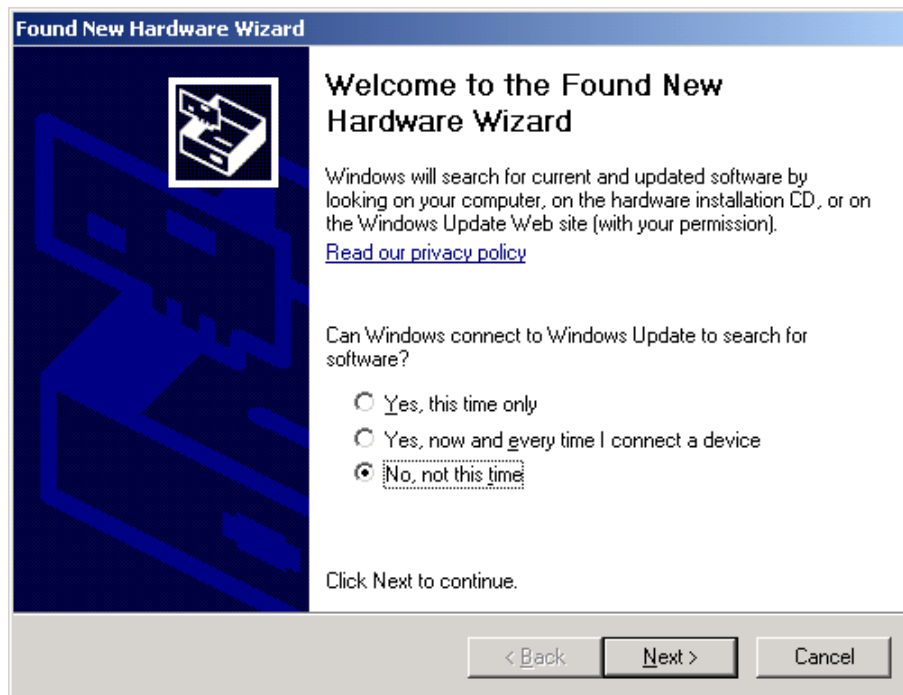 Found New Hardware Wizard
Welcome to the Found New
Hardware Wizard
Windows will search for current and updated software by
looking on your computer, on the hardware installation CD, or on
the Windows Update Web site (with your permission).
Read our privacy policy
Can Windows connect to Windows Update to search for
software?
Yes, this time only
Yes, now and every time I connect a device
No, not this time
Click Next to continue.
< Back
Next >
Cancel